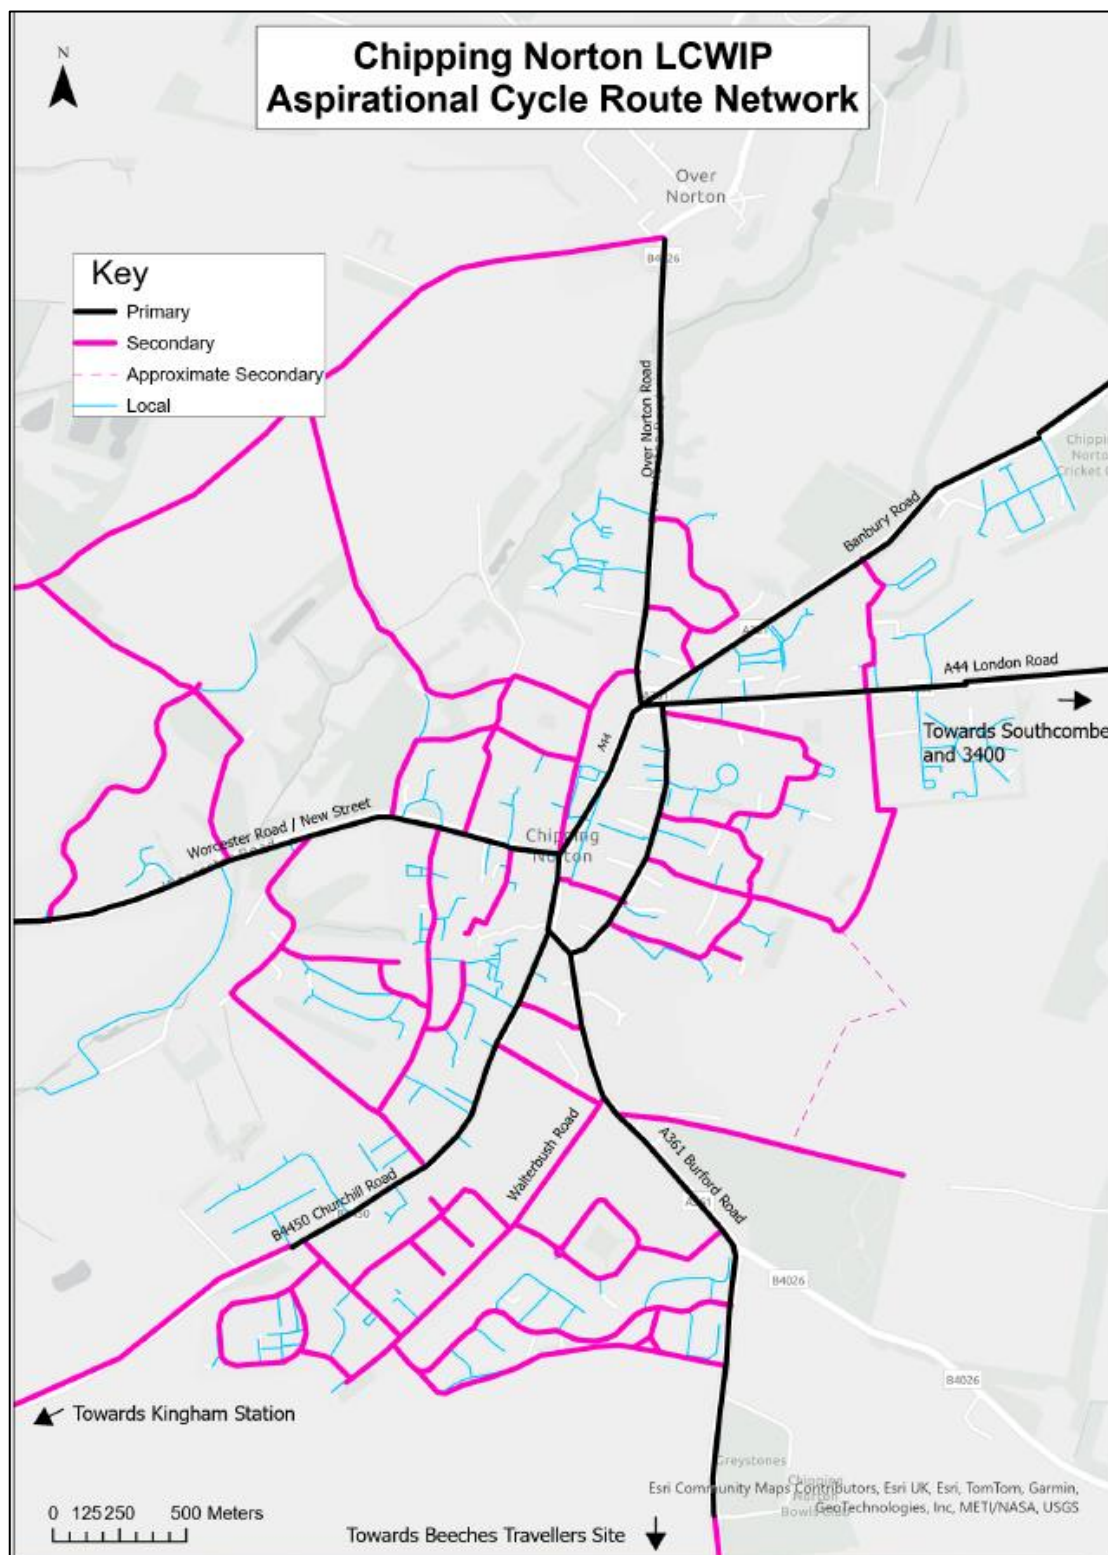 Chipping Norton LCWIP
Aspirational Cycle Route Network
N
Over
Norton
Key
Primary
Secondary
Approximate Secondary
Local
Over Norton Road
Banbury Road
A44 London Road
Towards Southcombe
and 3400
A44
Worcester Road / New Street
Chipping
Norton
Walterbush Road
A361 Burford Road
B4450 Churchill Road
B4026
B4026
Towards Kingham Station
Greystones
Esri Community Maps Contributors, Esri UK, Esri, TomTom, Garmin,
GeoTechnologies, Inc, METI/NASA, USGS
0 125 250 500 Meters
Towards Beeches Travellers Site